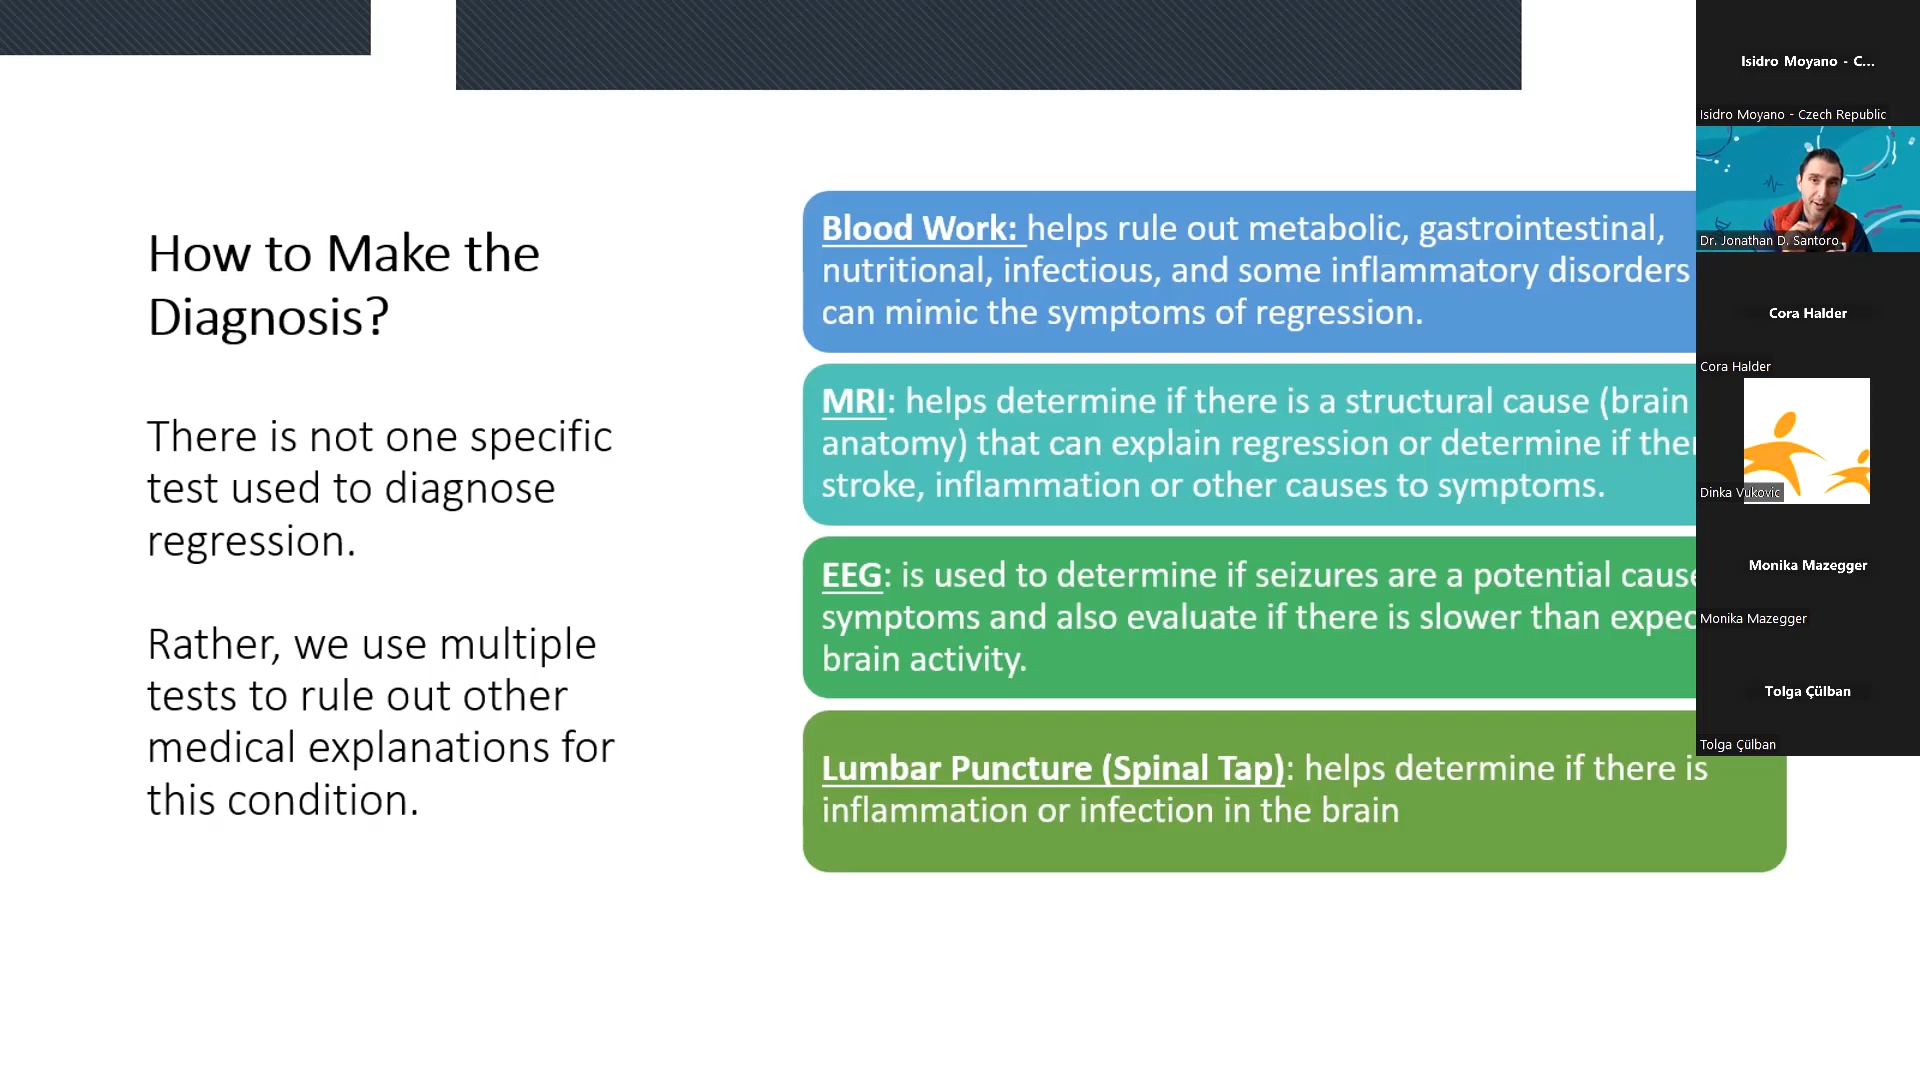 How to Make the
Diagnosis?
There is not one specific
test used to diagnose
regression.
Rather, we use multiple
tests to rule out other
medical explanations for
this condition.
Blood Work: helps rule out metabolic, gastrointestinal,
nutritional, infectious, and some inflammatory disorders
can mimic the symptoms of regression.
MRI: helps determine if there is a structural cause (brain
anatomy) that can explain regression or determine if
stroke, inflammation or other causes to symptoms.
EEG: is used to determine if seizures are a potential cause
symptoms and also evaluate if there is slower than
brain activity.
Lumbar Puncture (Spinal Tap): helps determine if there is
inflammation or infection in the brain
Isidro Moyano - C...
Isidro Moyano - Czech Republic
Dr. Jonathan D. Santoro
Cora Halder
Cora Halder
Dinka Vukovic
Monika Mazegger
Monika Mazegger
Tolga Çülban
Tolga Çülban